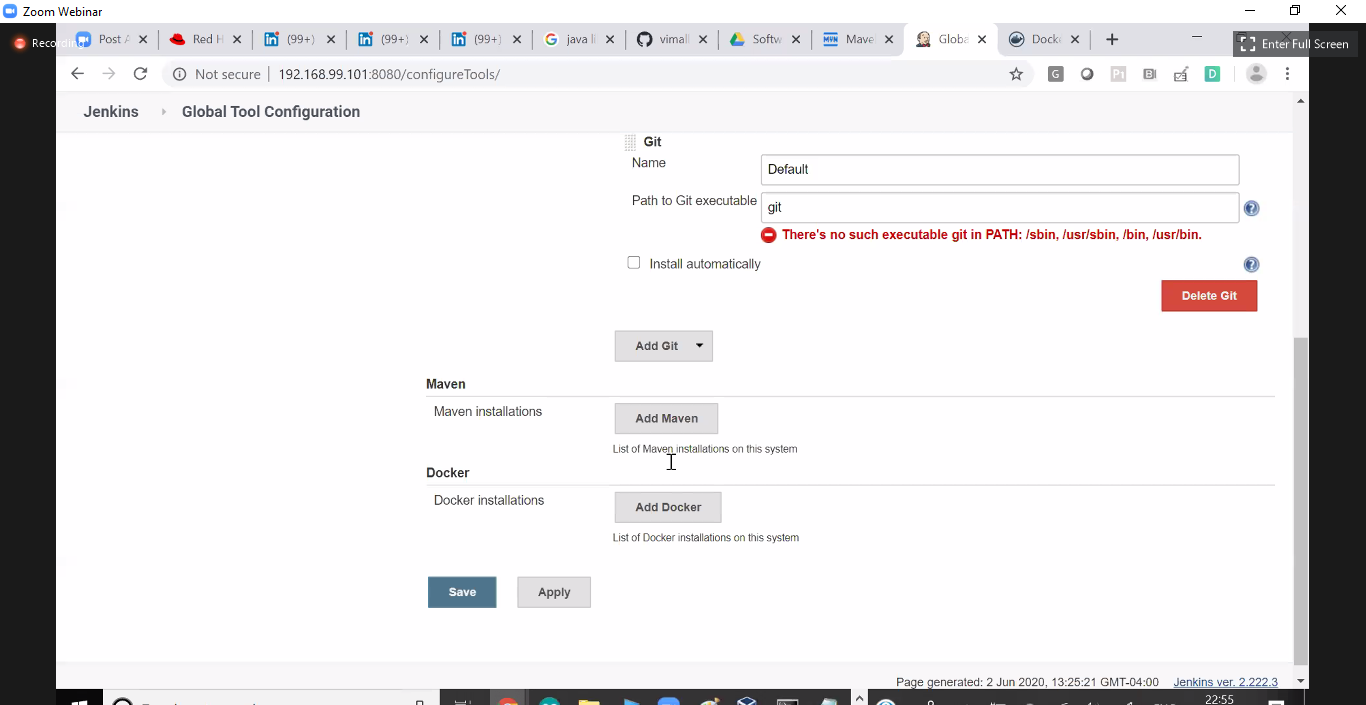 Zoom Webinar
Recording
Post A
Red H
(99+)
(99+)
(99+)
java li
vimall
Softw
Mave
Globa
Dock
Enter Full Screen
Not secure
192.168.99.101:8080/configureTools/
Jenkins
Global Tool Configuration
Git
Name
Default
Path to Git executable
git
There's no such executable git in PATH: /sbin, /usr/sbin, /bin, /usr/bin.
Install automatically
Delete Git
Add Git
Maven
Maven installations
Add Maven
List of Maven installations on this system
Docker
Docker installations
Add Docker
List of Docker installations on this system
Save
Apply
Page generated: 2 Jun 2020, 13:25:21 GMT-04:00
Jenkins ver. 2.222.3
22:55